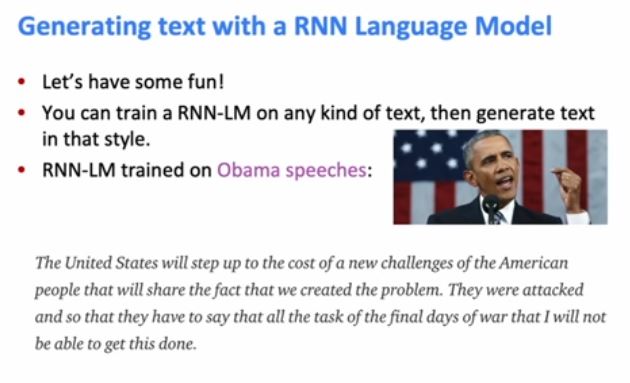 Generating text with a RNN Language Model
• Let's have some fun!
• You can train a RNN-LM on any kind of text, then generate text
in that style.
• RNN-LM trained on Obama speeches:
The United States will step up to the cost of a new challenges of the American
people that will share the fact that we created the problem. They were attacked
and so that they have to say that all the task of the final days of war that I will not
be able to get this done.